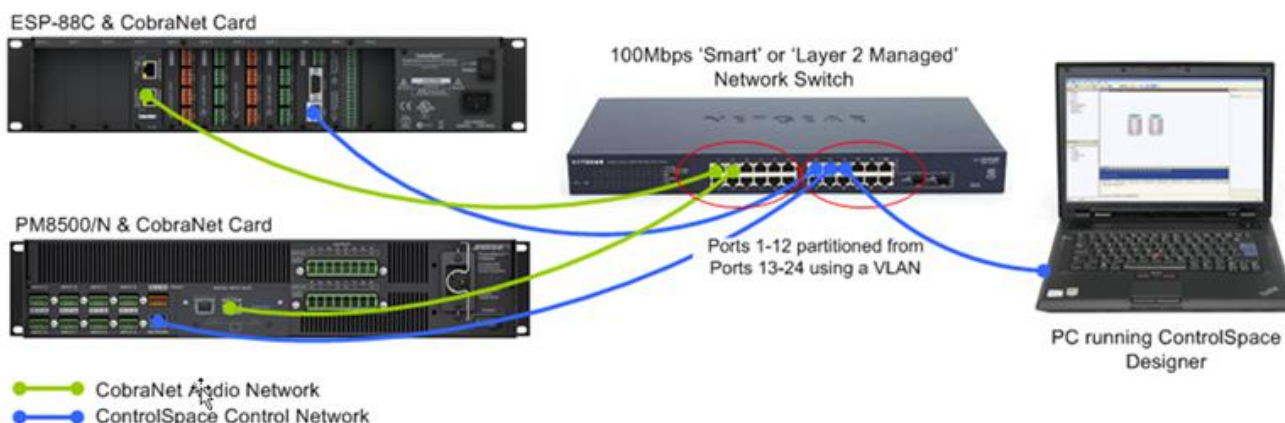 ESP-88C & CobraNet Card
100Mbps 'Smart' or 'Layer 2 Managed'
Network Switch
NETGEAR
PM8500/N & CobraNet Card
Ports 1-12 partitioned from
Ports 13-24 using a VLAN
PC running ControlSpace
Designer
CobraNet Audio Network
ControlSpace Control Network